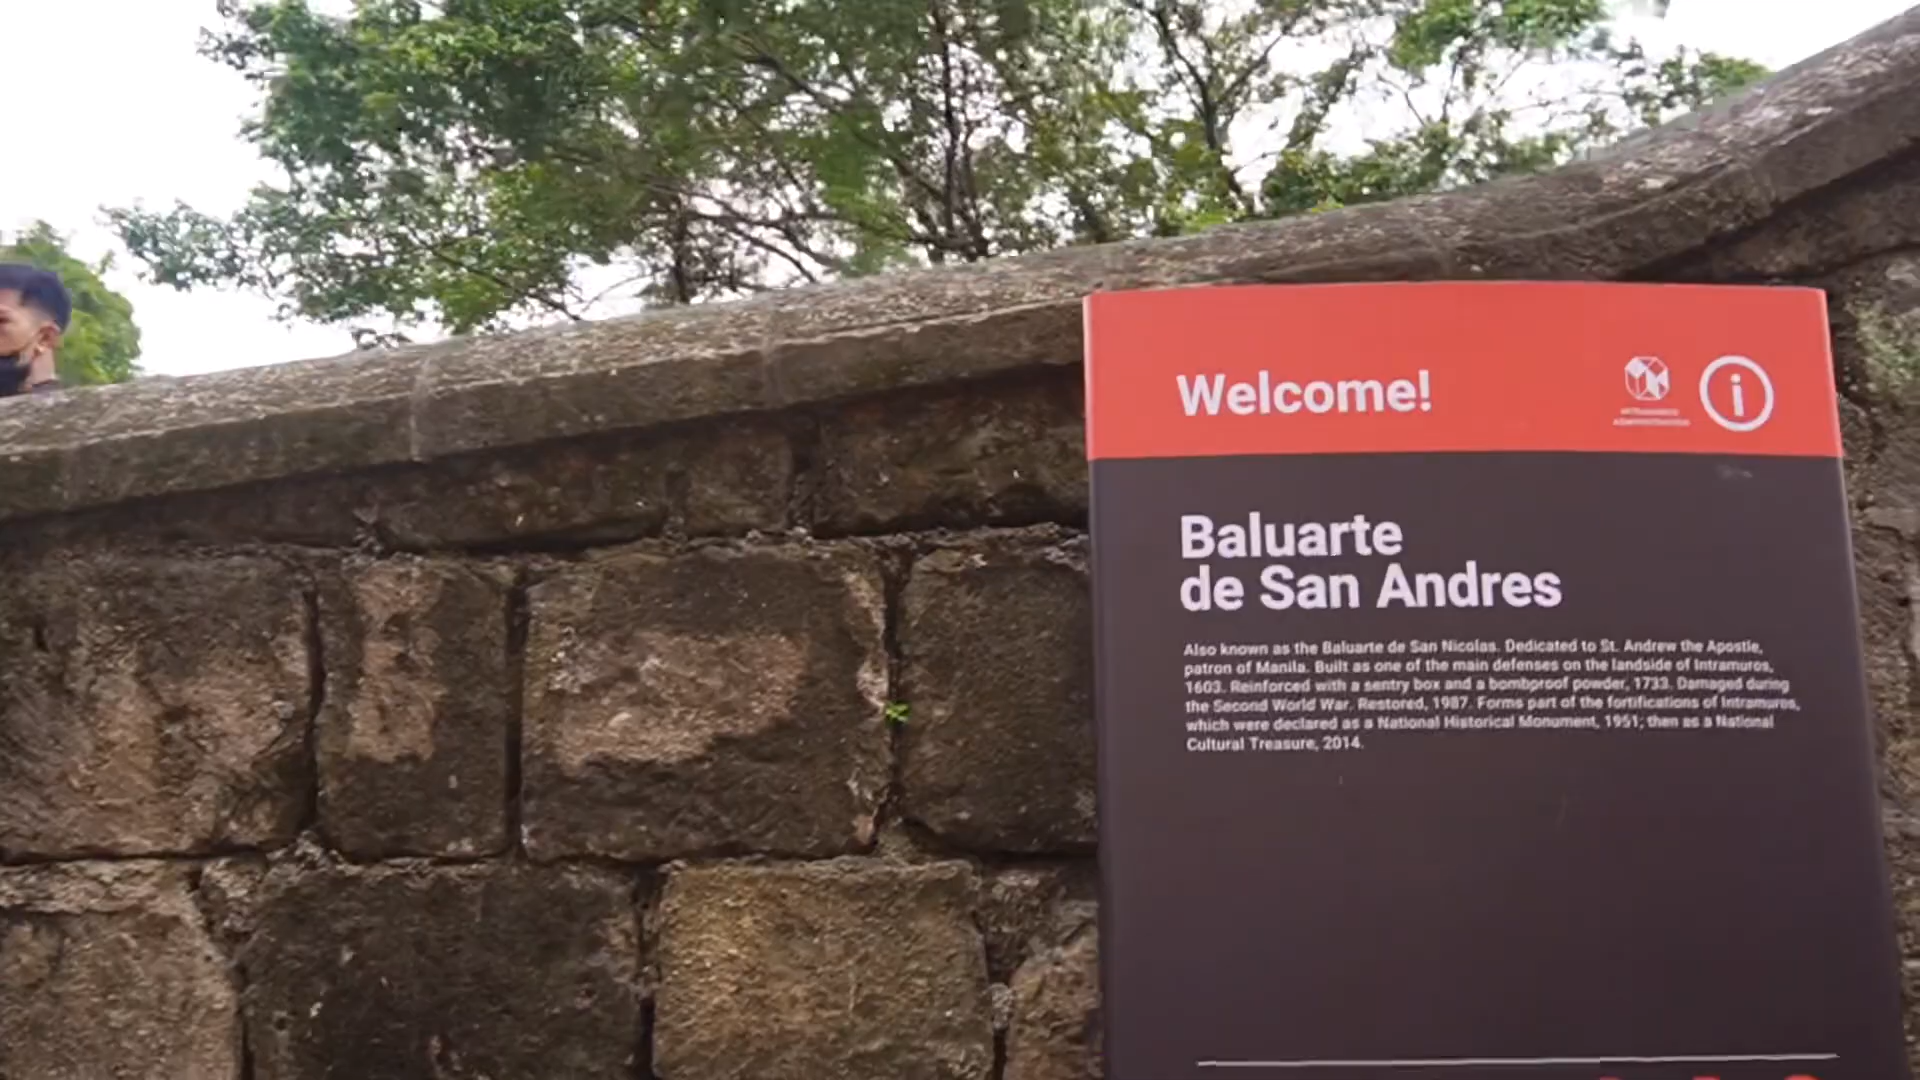 Welcome!
Baluarte
de San Andres
Also known as the Baluarte de San Nicolas. Dedicated to St. Andrew the Apostle,
patron of Manila. Built as one of the main defenses on the landside of Intramuros,
1603. Reinforced with a sentry box and a bombproof powder, 1733. Damaged during
the Second World War. Restored, 1987. Forms part of the fortifications of Intramuros,
which were declared as a National Historical Monument, 1951; then as a National
Cultural Treasure, 2014.